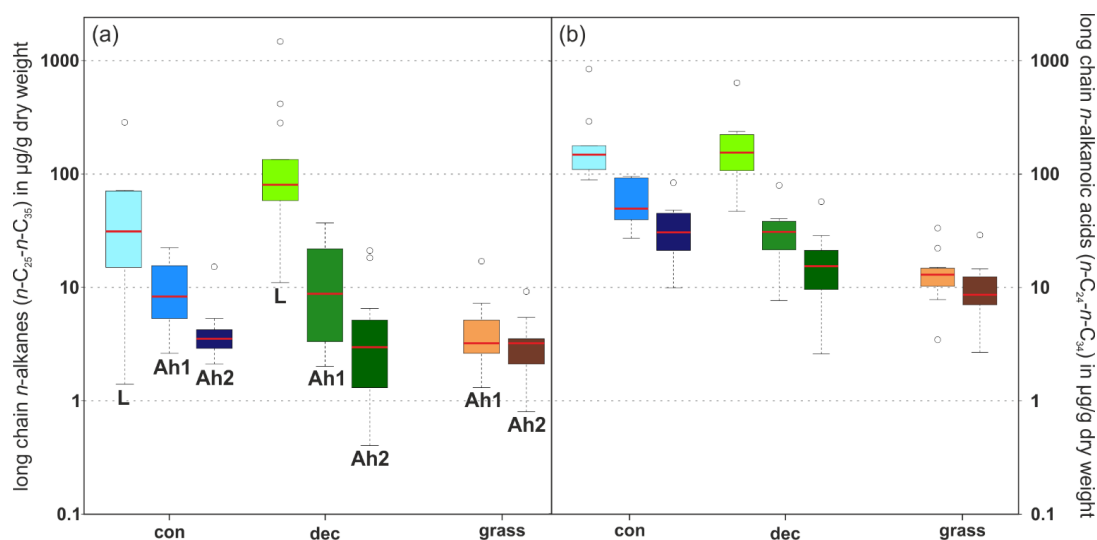 long chain n-alkanes (n-C25-n-C35) in µg/g dry weight
(a)
1000
100
10
1
0.1
L
Ah1
Ah2
L
Ah1
Ah2
Ah1
Ah2
con
dec
grass
(b)
con
dec
grass
1000
100
10
1
0.1
long chain n-alkanoic acids (n-C24-n-C34) in µg/g dry weight